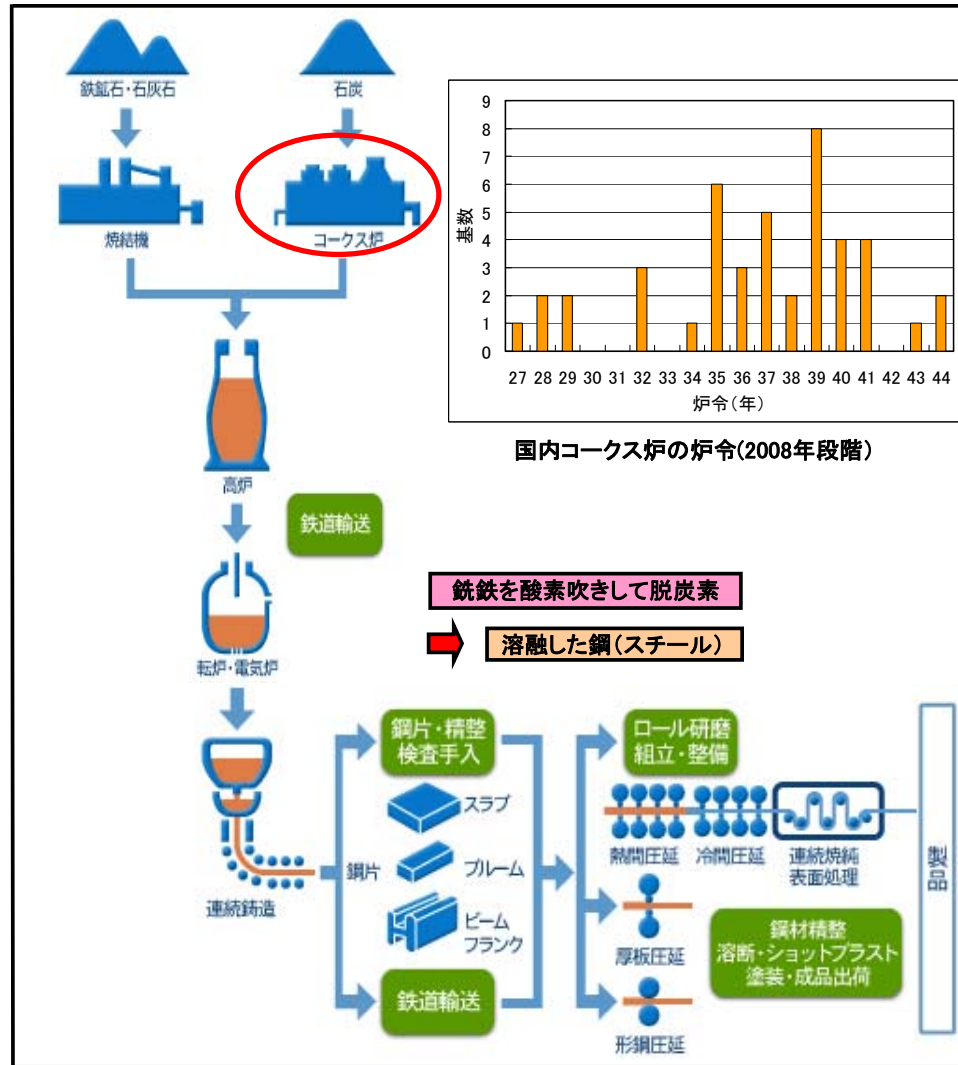 鉄鉱石・石灰石
石炭
焼結機
コークス炉
9
8
7
6
5
4
3
2
1
0
基数
27 28 29 30 31 32 33 34 35 36 37 38 39 40 41 42 43 44
炉令(年)
国内コークス炉の炉令(2008年段階)
高炉
鉄道輸送
銑鉄を酸素吹きして脱炭素
溶融した鋼(スチール)
転炉・電気炉
鋼片・精整
検査手入
スラブ
鋼片
ブルーム
ビーム
フランク
鉄道輸送
連続鋳造
ロール研磨
組立・整備
熱間圧延
冷間圧延
連続焼純
表面処理
厚板圧延
鋼材精整
溶断・ショットブラスト
塗装・成品出荷
形鋼圧延
製品